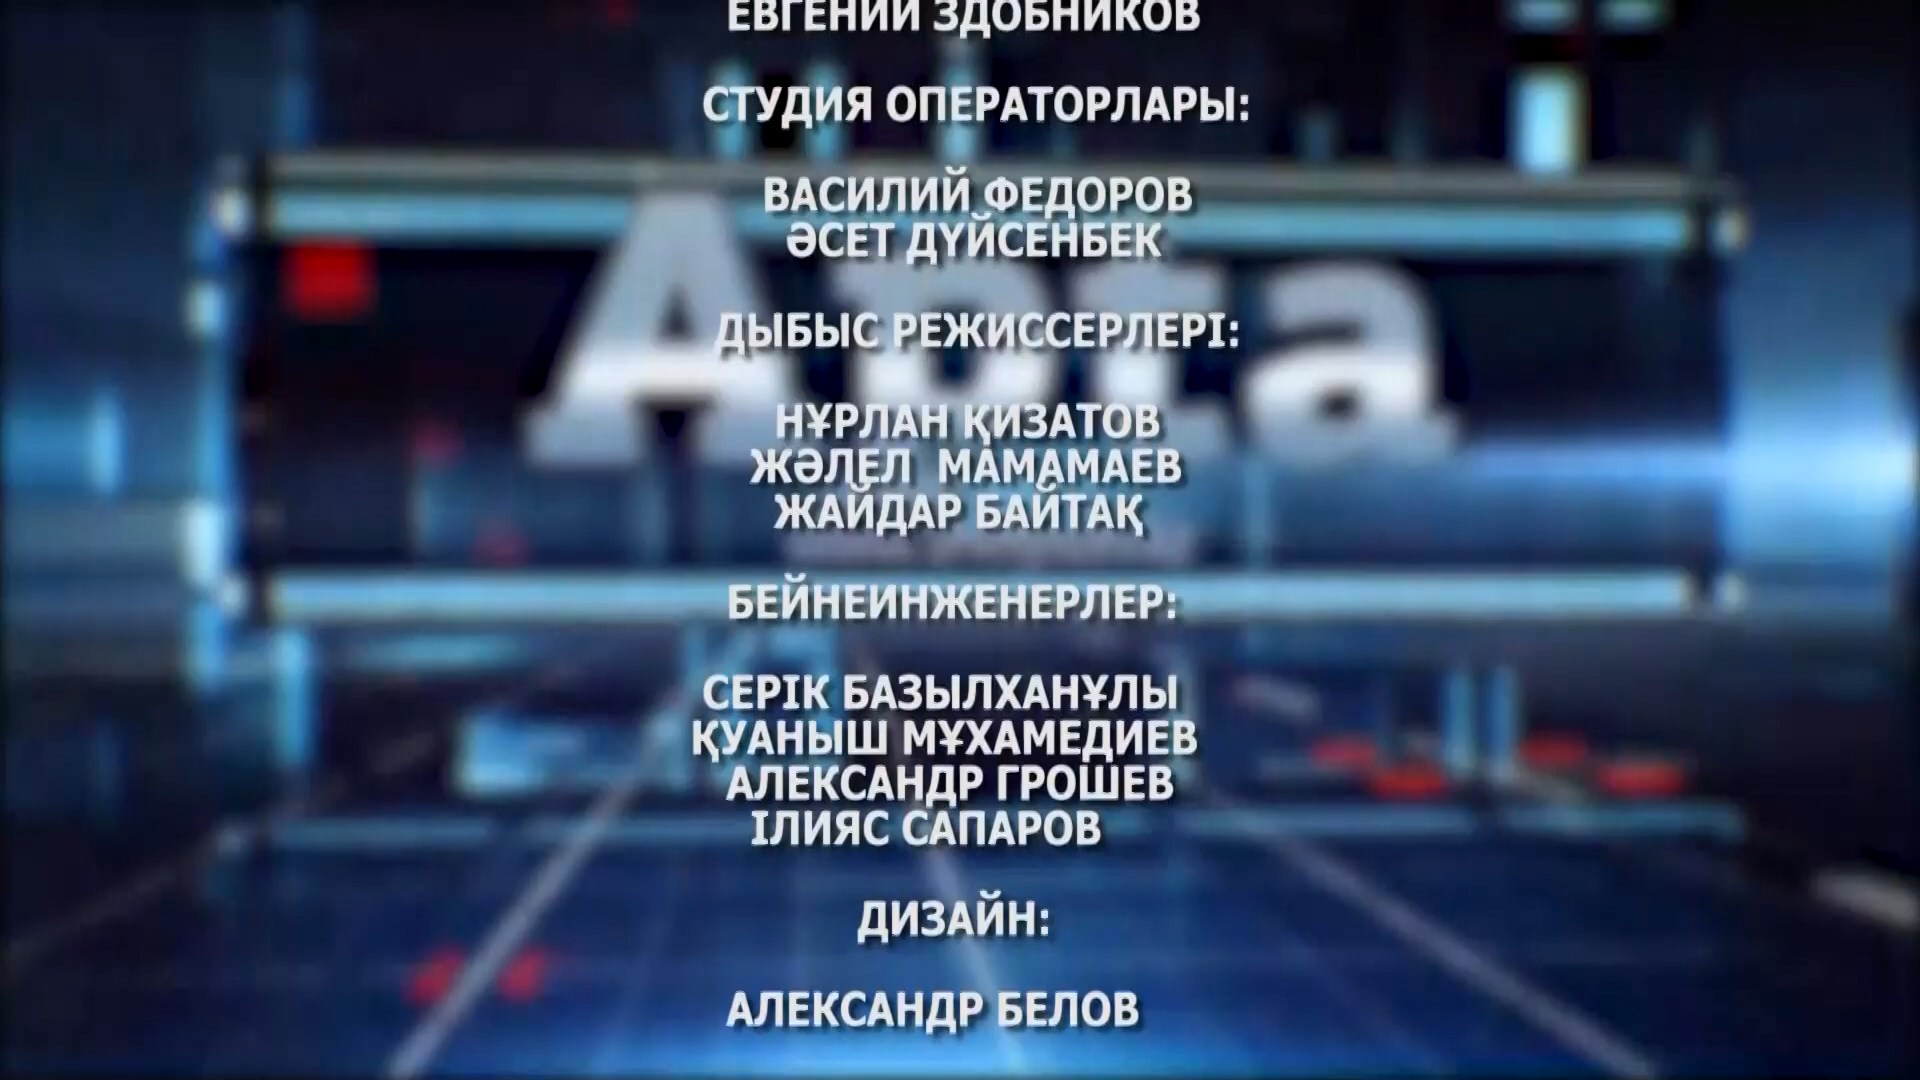 ЕВГЕНИЙ ЗДОБНИКОВ
СТУДИЯ ОПЕРАТОРЛАРЫ:
ВАСИЛИЙ ФЕДОРОВ
ӘСЕТ ДҮЙСЕНБЕК
ДЫБЫС РЕЖИССЕРЛЕРІ:
НҰРЛАН ҚИЗАТОВ
ЖӘЛЕЛ МАМАМАЕВ
ЖАЙДАР БАЙТАҚ
БЕЙНЕИНЖЕНЕРЛЕР:
СЕРІК БАЗЫЛХАНҰЛЫ
ҚУАНЫШ МҰХАМЕДИЕВ
АЛЕКСАНДР ГРОШЕВ
ІЛИЯС САПАРОВ
ДИЗАЙН:
АЛЕКСАНДР БЕЛОВ